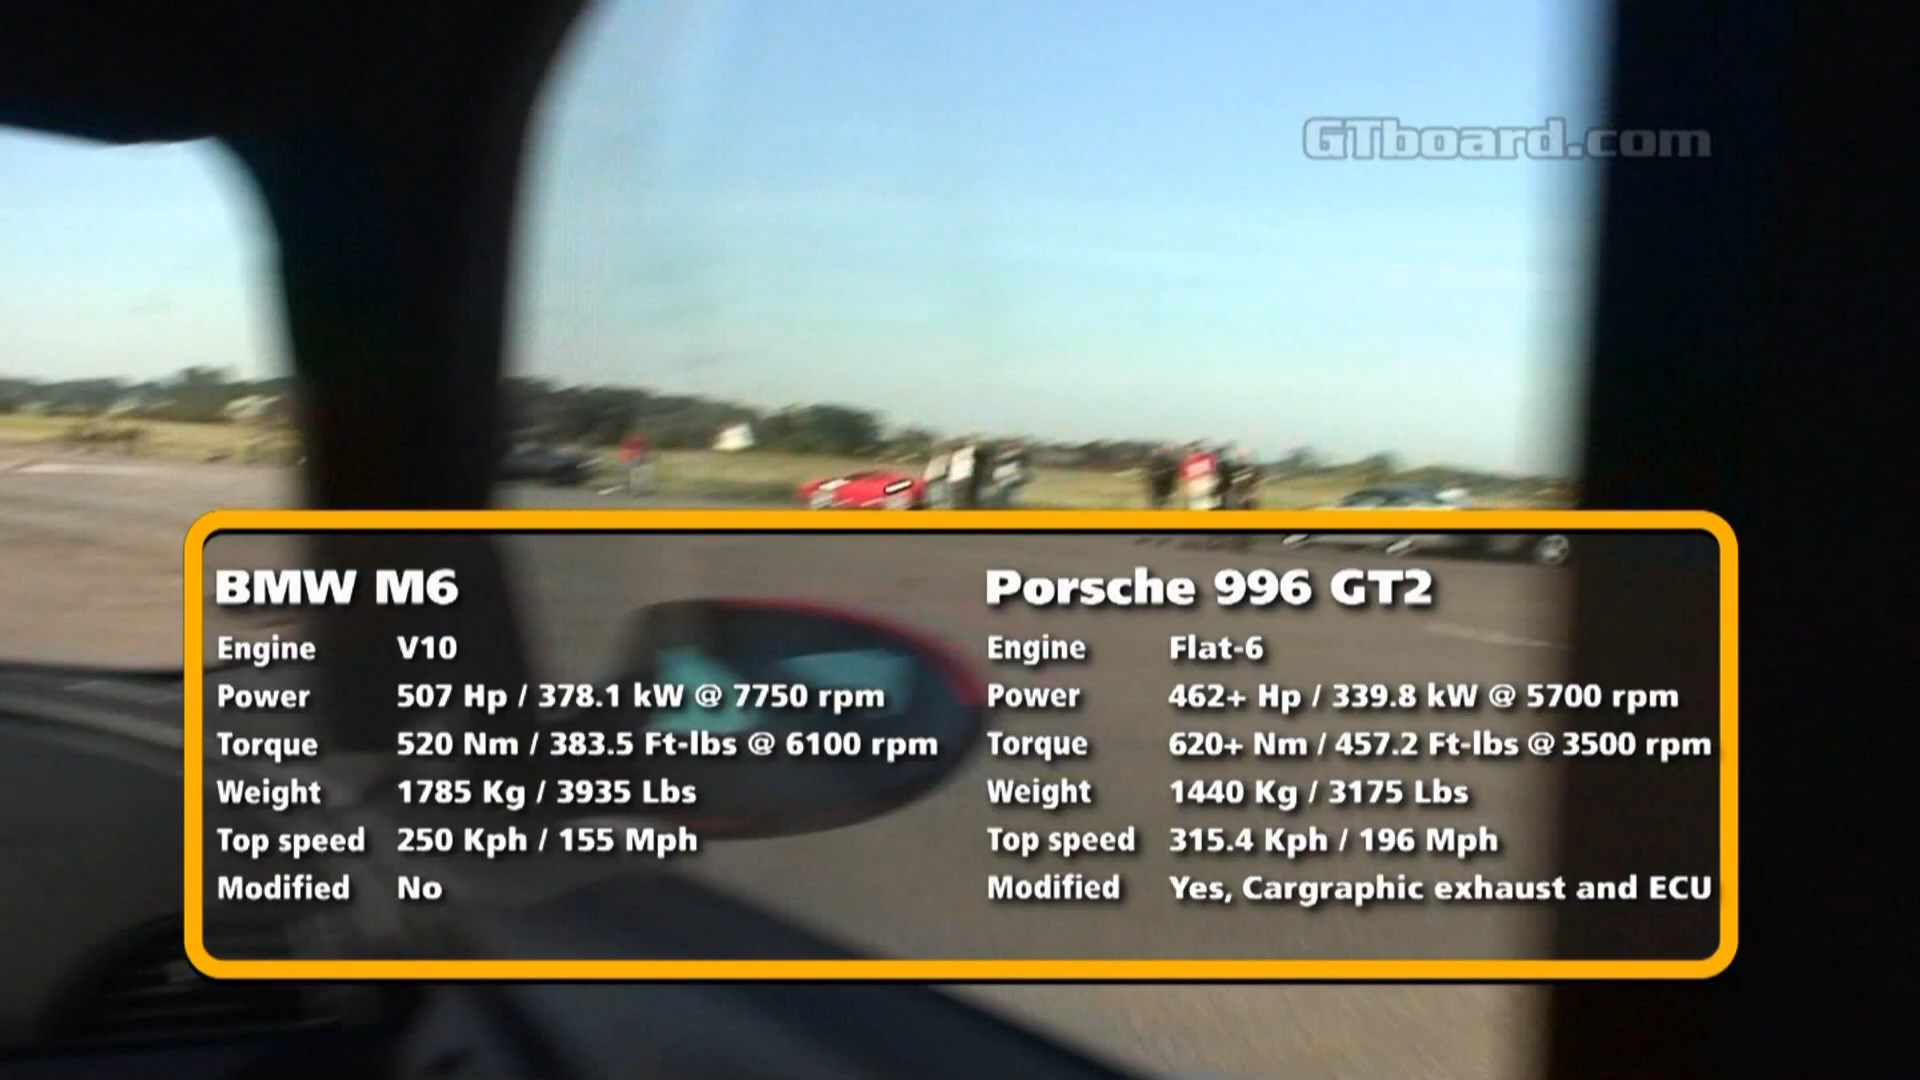 GTboard.com
BMW M6
Engine V10
Power 507 Hp / 378.1 kW @ 7750 rpm
Torque 520 Nm / 383.5 Ft-lbs @ 6100 rpm
Weight 1785 Kg / 3935 Lbs
Top speed 250 Kph / 155 Mph
Modified No
Porsche 996 GT2
Engine Flat-6
Power 462+ Hp / 339.8 kW @ 5700 rpm
Torque 620+ Nm / 457.2 Ft-lbs @ 3500 rpm
Weight 1440 Kg / 3175 Lbs
Top speed 315.4 Kph / 196 Mph
Modified Yes, Cargraphic exhaust and ECU